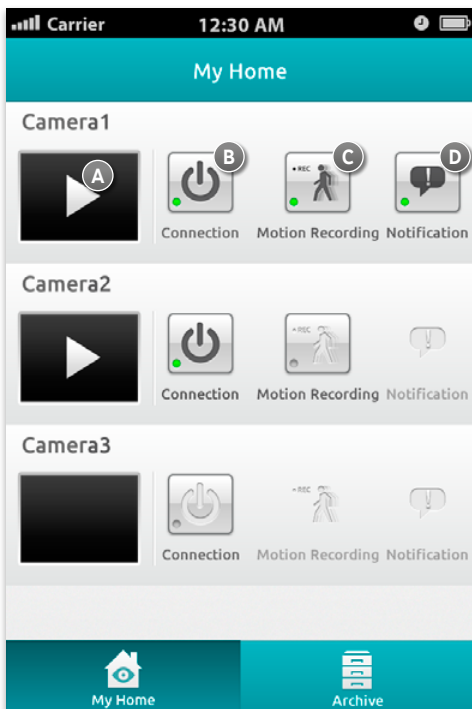 Carrier 12:30 AM
My Home
Camera1
A
B
C
D
• REC
Connection Motion Recording Notification
Camera2
• REC
Connection Motion Recording Notification
Camera3
• REC
Connection Motion Recording Notification
My Home Archive